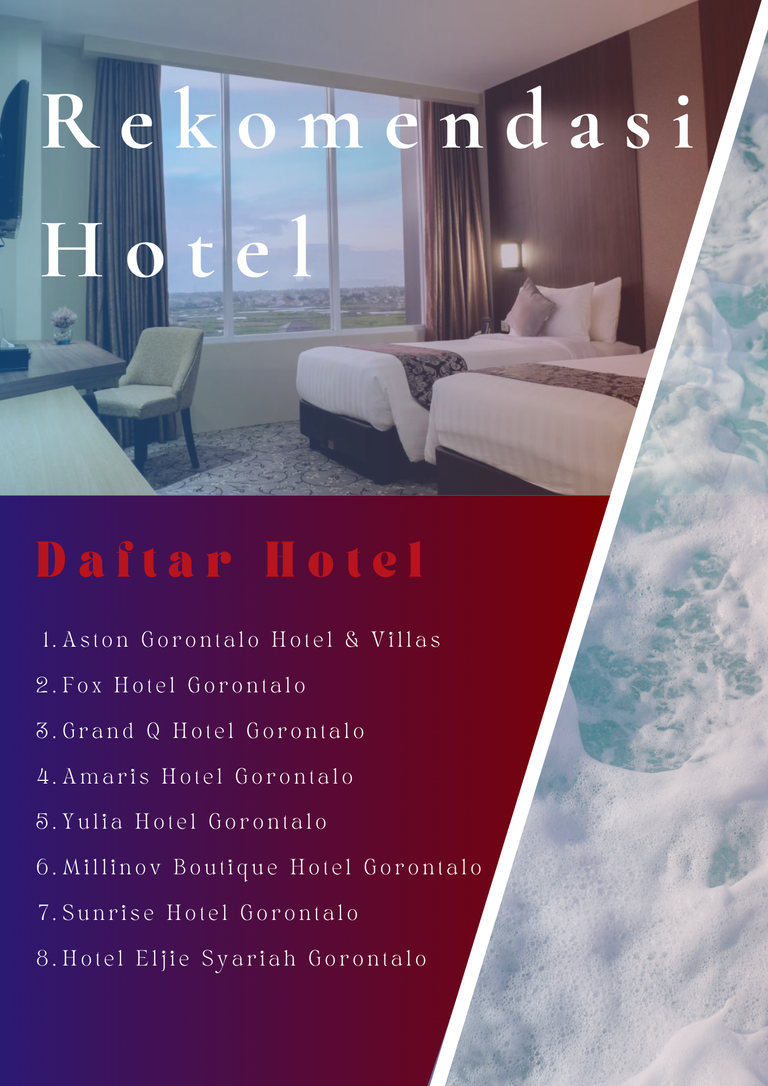 Rekomendasi
Hotel
Daftar Hotel
1. Aston Gorontalo Hotel & Villas
2. Fox Hotel Gorontalo
3. Grand Q Hotel Gorontalo
4. Amaris Hotel Gorontalo
5. Yulia Hotel Gorontalo
6. Millinov Boutique Hotel Gorontalo
7. Sunrise Hotel Gorontalo
8. Hotel Eljie Syariah Gorontalo